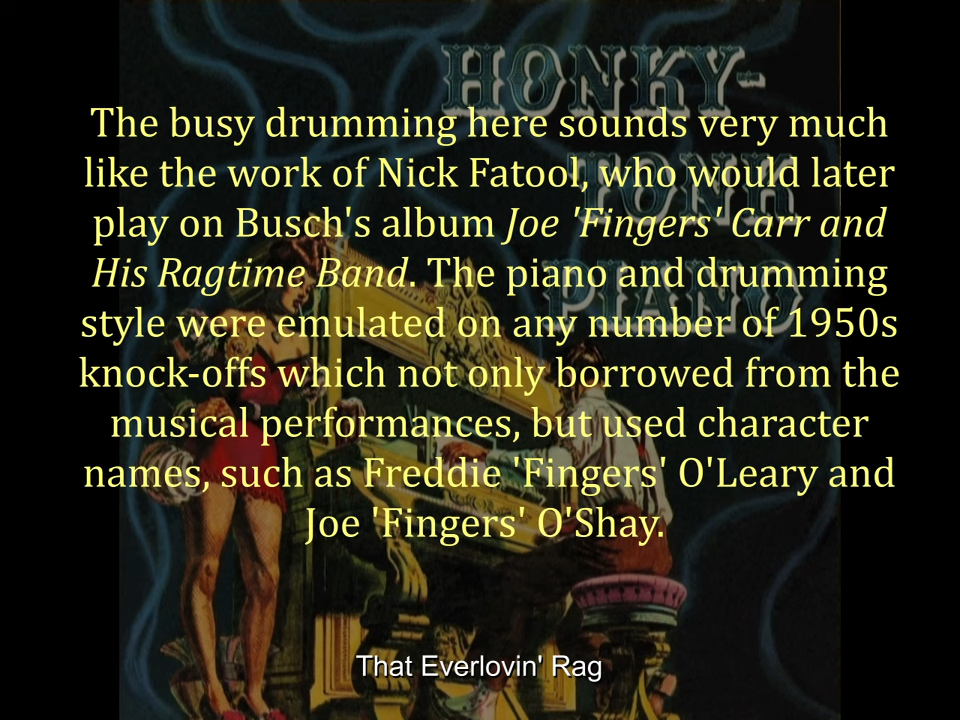 HONKY-
TONK
PIANO
The busy drumming here sounds very much
like the work of Nick Fatool, who would later
play on Busch's album Joe 'Fingers' Carr and
His Ragtime Band. The piano and drumming
style were emulated on any number of 1950s
knock-offs which not only borrowed from the
musical performances, but used character
names, such as Freddie 'Fingers' O'Leary and
Joe 'Fingers' O'Shay.
That Everlovin' Rag